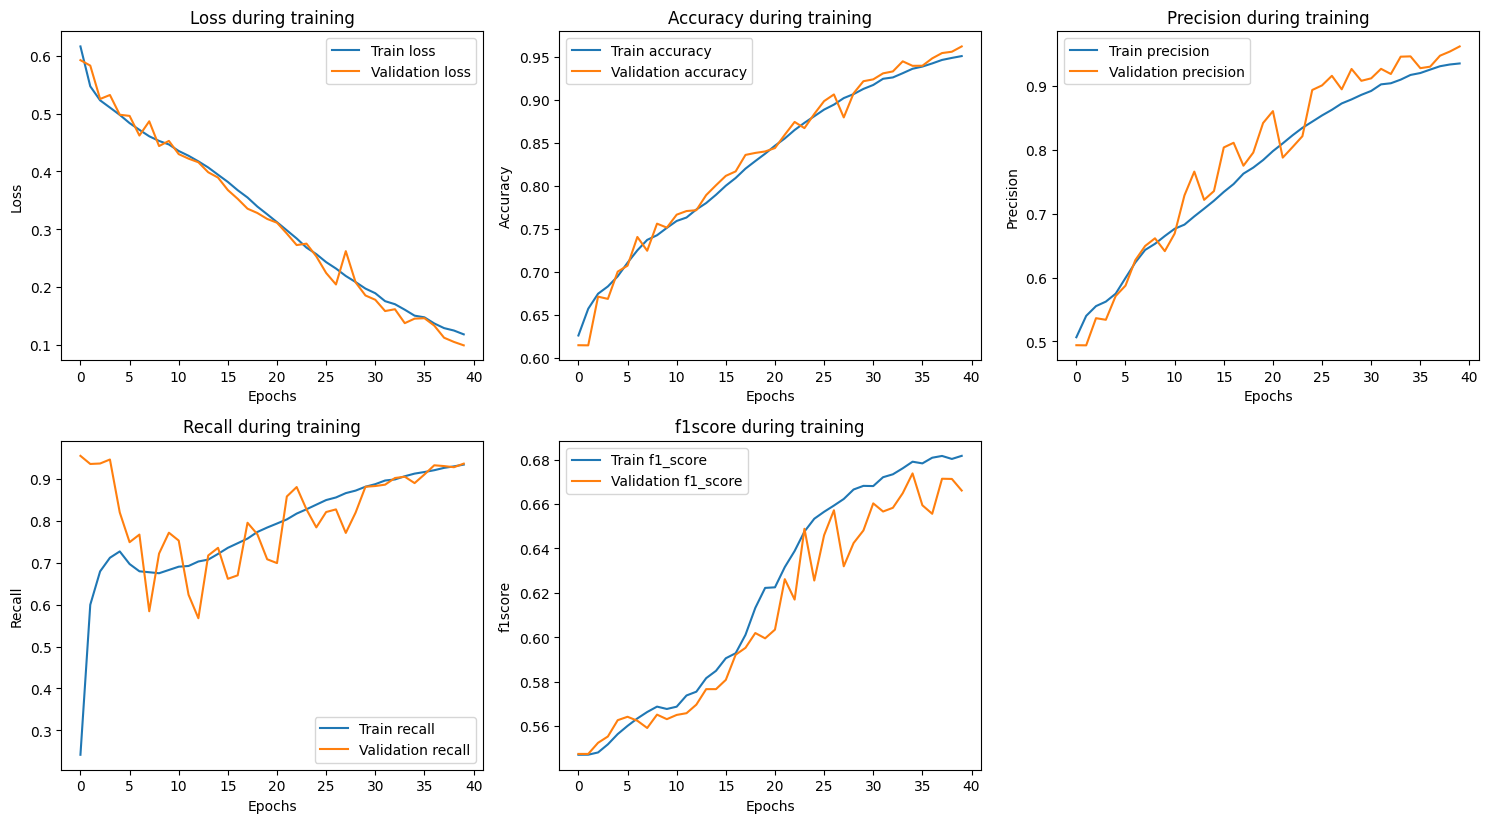 Loss during training
Train loss
Validation loss
0.6
0.5
0.4
0.3
0.2
0.1
Loss
0 5 10 15 20 25 30 35 40
Epochs
Accuracy during training
Train accuracy
Validation accuracy
0.95
0.90
0.85
0.80
0.75
0.70
0.65
0.60
Accuracy
0 5 10 15 20 25 30 35 40
Epochs
Precision during training
Train precision
Validation precision
0.9
0.8
0.7
0.6
0.5
Precision
0 5 10 15 20 25 30 35 40
Epochs
Recall during training
0.9
0.8
0.7
0.6
0.5
0.4
0.3
Recall
Train recall
Validation recall
0 5 10 15 20 25 30 35 40
Epochs
f1score during training
Train f1_score
Validation f1_score
0.68
0.66
0.64
0.62
0.60
0.58
0.56
f1score
0 5 10 15 20 25 30 35 40
Epochs